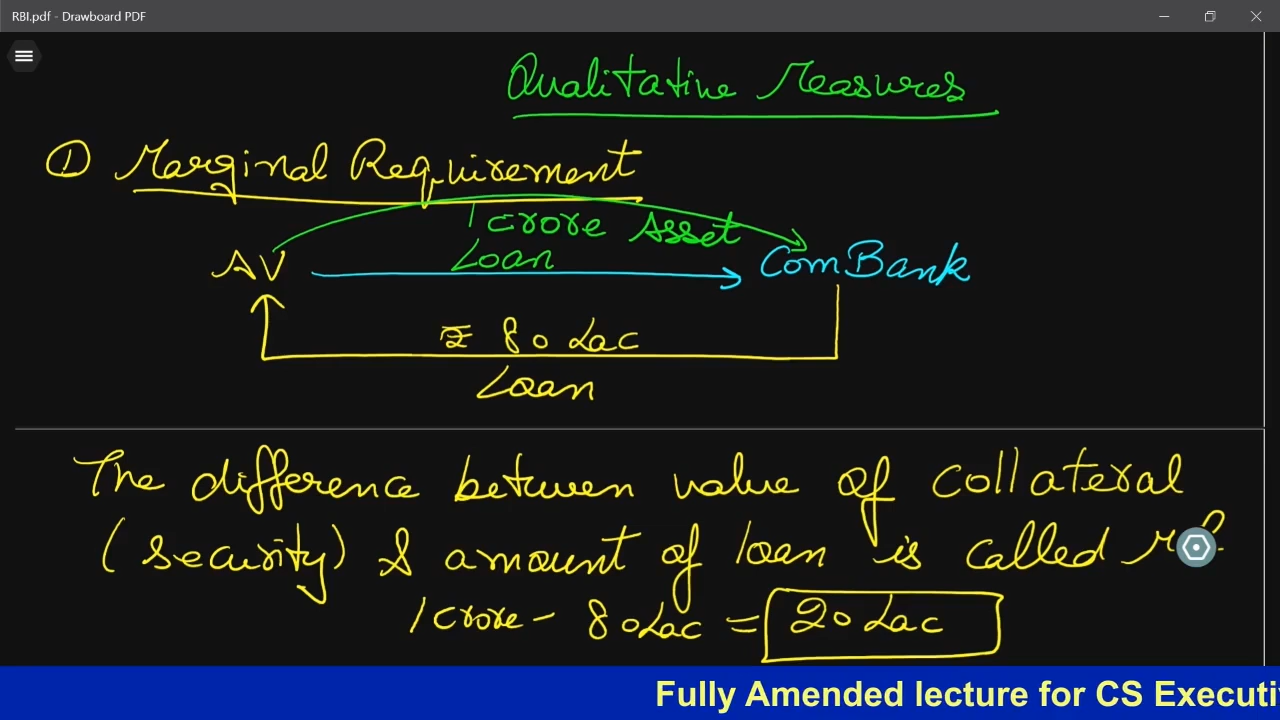 RBI.pdf - Drawboard PDF
Qualitative Measures
① Marginal Requirement
1 crore Asset
AV Loan Com Bank
₹ 80 Lac
Loan
The difference between value of collateral
(security) & amount of loan is called
1 crore - 80 Lac = 20 Lac
Fully Amended lecture for CS Executi